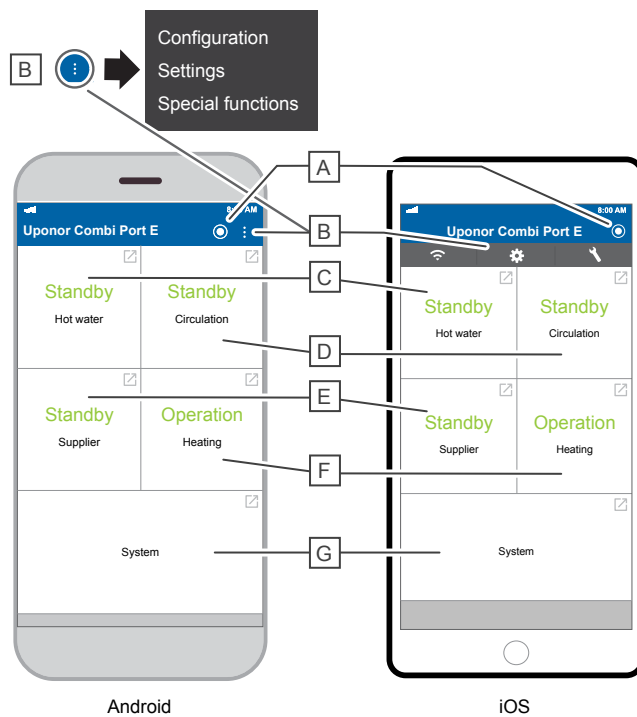 Configuration
B
Settings
Special functions
A
8:00 AM
Uponor Combi Port E
B
8:00 AM
Uponor Combi Port E
C
Standby
Hot water
Standby
Circulation
Standby
Hot water
Standby
Circulation
D
E
Standby
Supplier
Operation
Heating
Standby
Supplier
Operation
Heating
F
G
System
System
Android
iOS